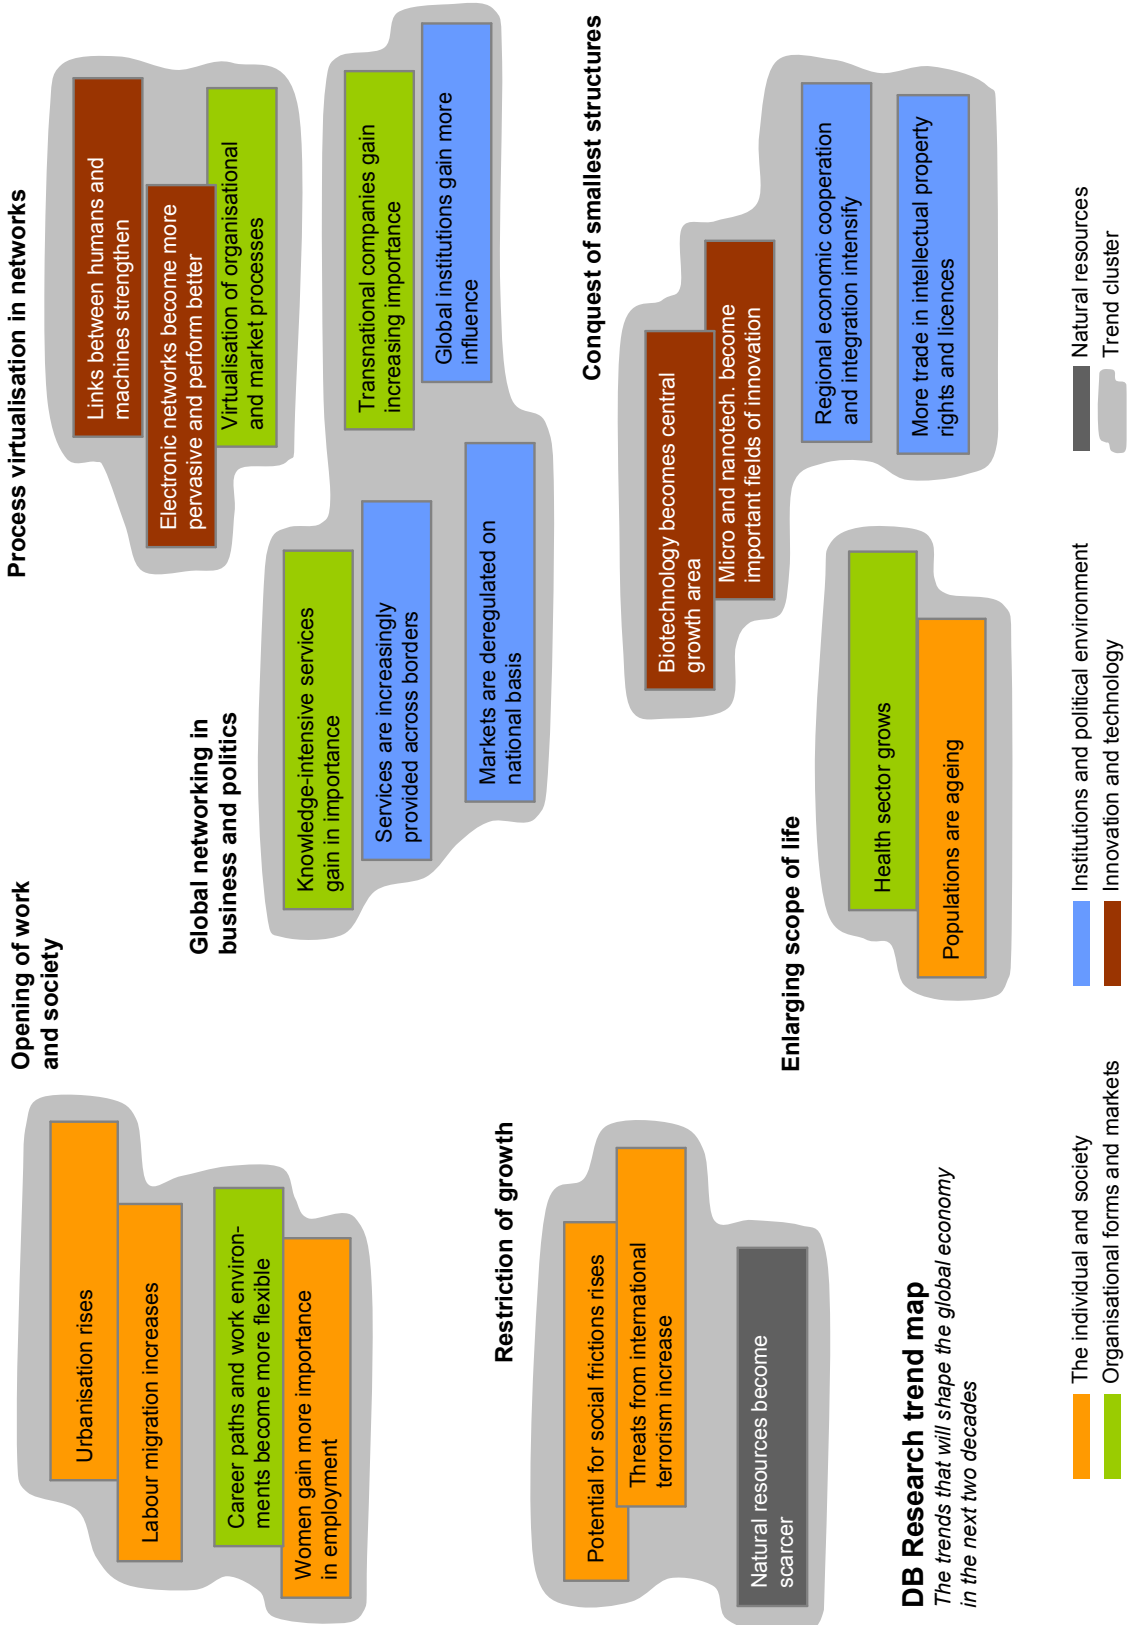 Opening of work
and society
Urbanisation rises
Labour migration increases
Career paths and work environ-
ments become more flexible
Women gain more importance
in employment
Process virtualisation in networks
Links between humans and
machines strengthen
Electronic networks become more
pervasive and perform better
Virtualisation of organisational
and market processes
Global networking in
business and politics
Knowledge-intensive services
gain in importance
Services are increasingly
provided across borders
Markets are deregulated on
national basis
Transnational companies gain
increasing importance
Global institutions gain more
influence
Restriction of growth
Potential for social frictions rises
Threats from international
terrorism increase
Natural resources become
scarcer
Conquest of smallest structures
Biotechnology becomes central
growth area
Micro and nanotech. become
important fields of innovation
Regional economic cooperation
and integration intensify
More trade in intellectual property
rights and licences
Enlarging scope of life
Health sector grows
Populations are ageing
DB Research trend map
The trends that will shape the global economy
in the next two decades
The individual and society
Organisational forms and markets
Institutions and political environment
Innovation and technology
Natural resources
Trend cluster